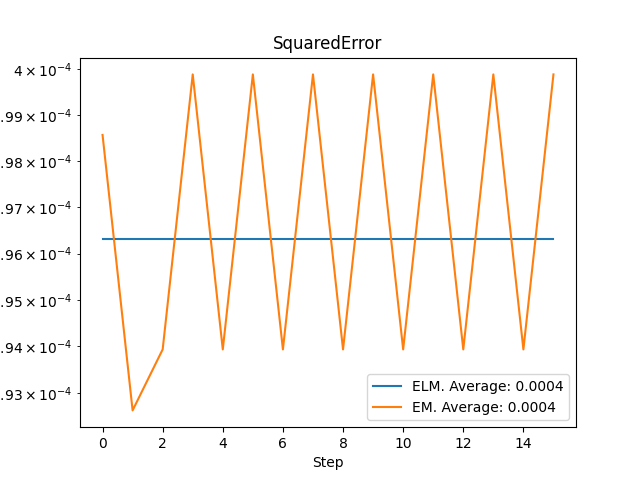 SquaredError
4 × 10⁻⁴
.99 × 10⁻⁴
.98 × 10⁻⁴
.97 × 10⁻⁴
.96 × 10⁻⁴
.95 × 10⁻⁴
.94 × 10⁻⁴
.93 × 10⁻⁴
ELM. Average: 0.0004
EM. Average: 0.0004
0 2 4 6 8 10 12 14
Step